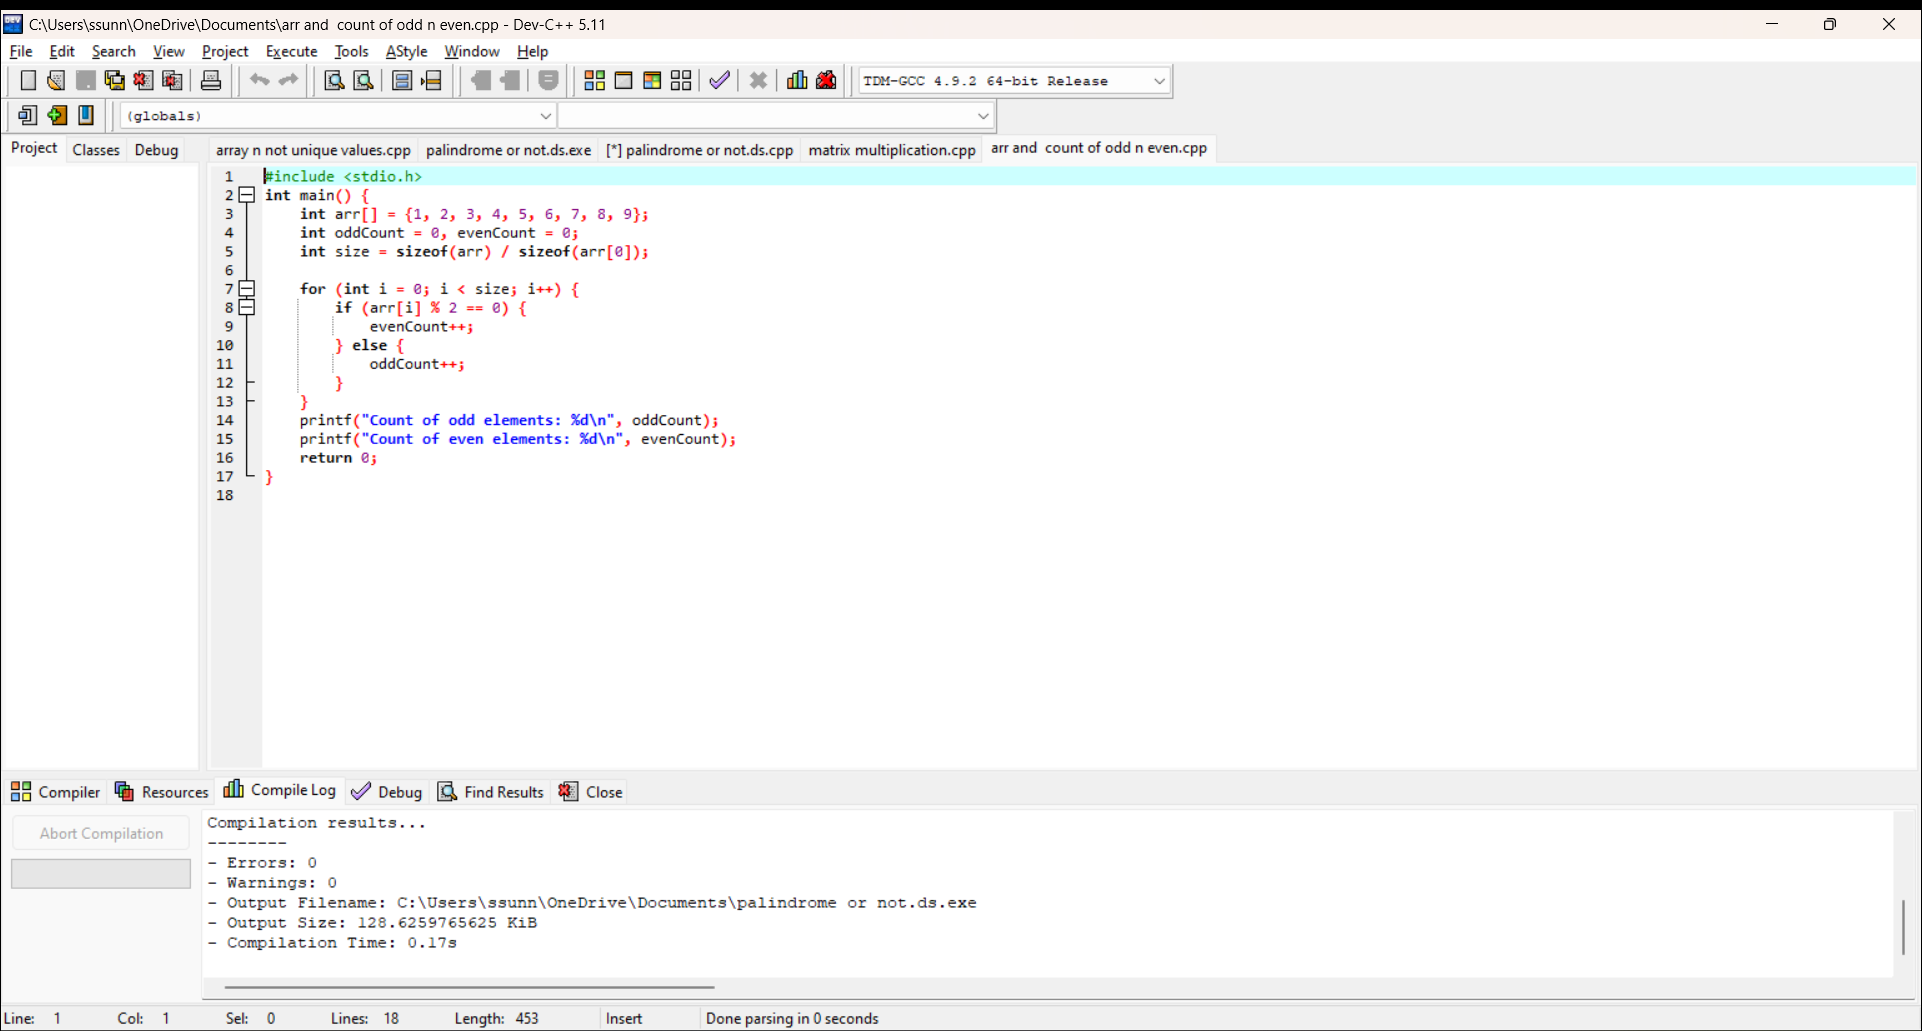 C:\Users\ssunn\OneDrive\Documents\arr and  count of odd n even.cpp - Dev-C++ 5.11
File Edit Search View Project Execute Tools AStyle Window Help
TDM-GCC 4.9.2 64-bit Release
(globals)
Project Classes Debug
array n not unique values.cpp palindrome or not.ds.exe [*] palindrome or not.ds.cpp matrix multiplication.cpp arr and  count of odd n even.cpp
1 #include <stdio.h>
2 int main() {
3     int arr[] = {1, 2, 3, 4, 5, 6, 7, 8, 9};
4     int oddCount = 0, evenCount = 0;
5     int size = sizeof(arr) / sizeof(arr[0]);
6
7     for (int i = 0; i < size; i++) {
8         if (arr[i] % 2 == 0) {
9             evenCount++;
10         } else {
11             oddCount++;
12         }
13     }
14     printf("Count of odd elements: %d\n", oddCount);
15     printf("Count of even elements: %d\n", evenCount);
16     return 0;
17 }
18
Compiler Resources Compile Log Debug Find Results Close
Abort Compilation
Compilation results...
--------
- Errors: 0
- Warnings: 0
- Output Filename: C:\Users\ssunn\OneDrive\Documents\palindrome or not.ds.exe
- Output Size: 128.6259765625 KiB
- Compilation Time: 0.17s
Line: 1 Col: 1 Sel: 0 Lines: 18 Length: 453 Insert Done parsing in 0 seconds